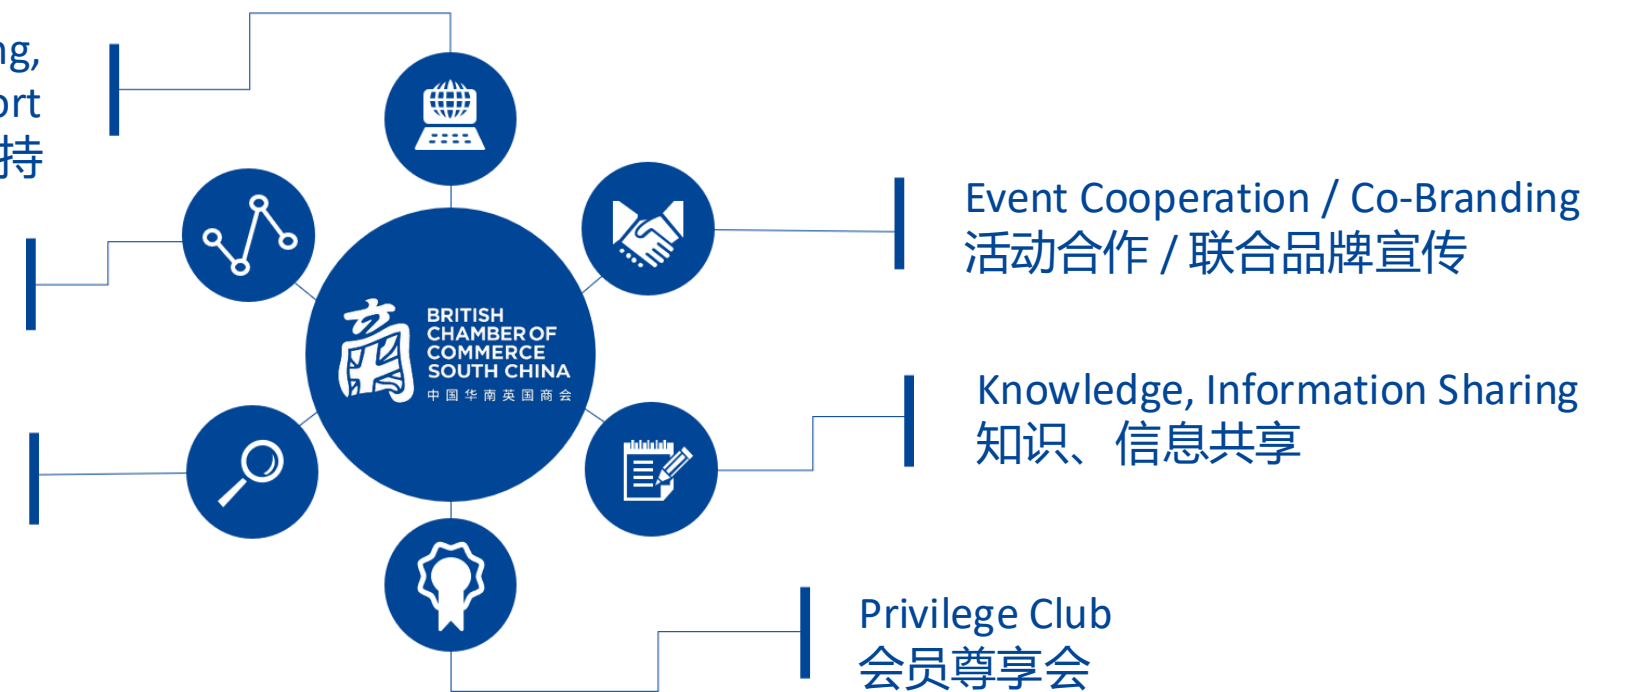 持
BRITISH
CHAMBER OF
COMMERCE
SOUTH CHINA
中国华南英国商会
Event Cooperation / Co-Branding
活动合作 / 联合品牌宣传
Knowledge, Information Sharing
知识、信息共享
Privilege Club
会员尊享会